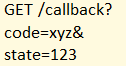 GET /callback?
code=xyz&
state=123